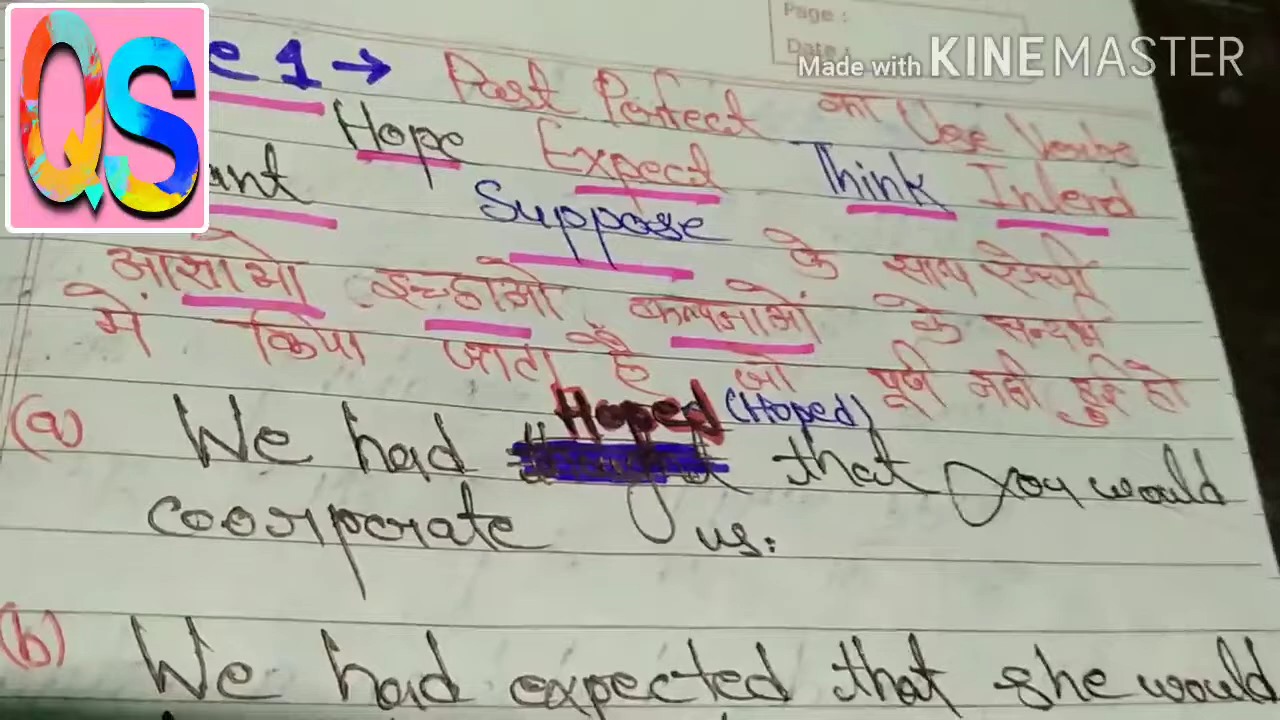 Page :
Date :
Made with KINEMASTER
QS
e 1 → Past Perfect का Use Verbs
Hope Expect Think Intend
ant Suppose के साथ ऐसी
आशाओ इच्छाओ कल्पनाओं के सन्दर्भ
में किया जाता है जो पूर्ण नही हुई हो
(a) We had Hoped (Hoped) that you would
coorperate us.
(b) We had expected that she would